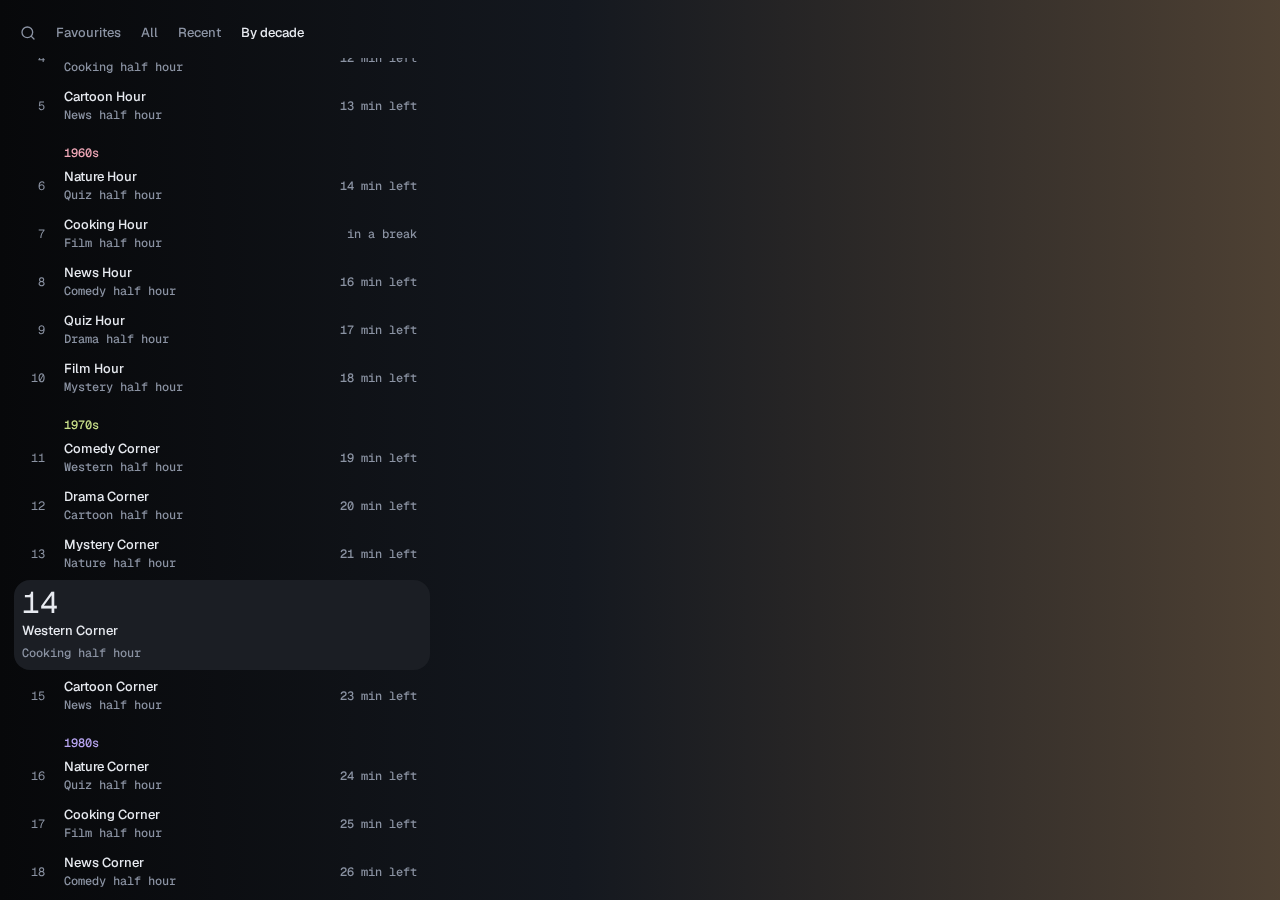 Favourites All Recent By decade
4 Cooking half hour 12 min left
5 Cartoon Hour 13 min left
News half hour
1960s
6 Nature Hour 14 min left
Quiz half hour
7 Cooking Hour in a break
Film half hour
8 News Hour 16 min left
Comedy half hour
9 Quiz Hour 17 min left
Drama half hour
10 Film Hour 18 min left
Mystery half hour
1970s
11 Comedy Corner 19 min left
Western half hour
12 Drama Corner 20 min left
Cartoon half hour
13 Mystery Corner 21 min left
Nature half hour
14
Western Corner
Cooking half hour
15 Cartoon Corner 23 min left
News half hour
1980s
16 Nature Corner 24 min left
Quiz half hour
17 Cooking Corner 25 min left
Film half hour
18 News Corner 26 min left
Comedy half hour